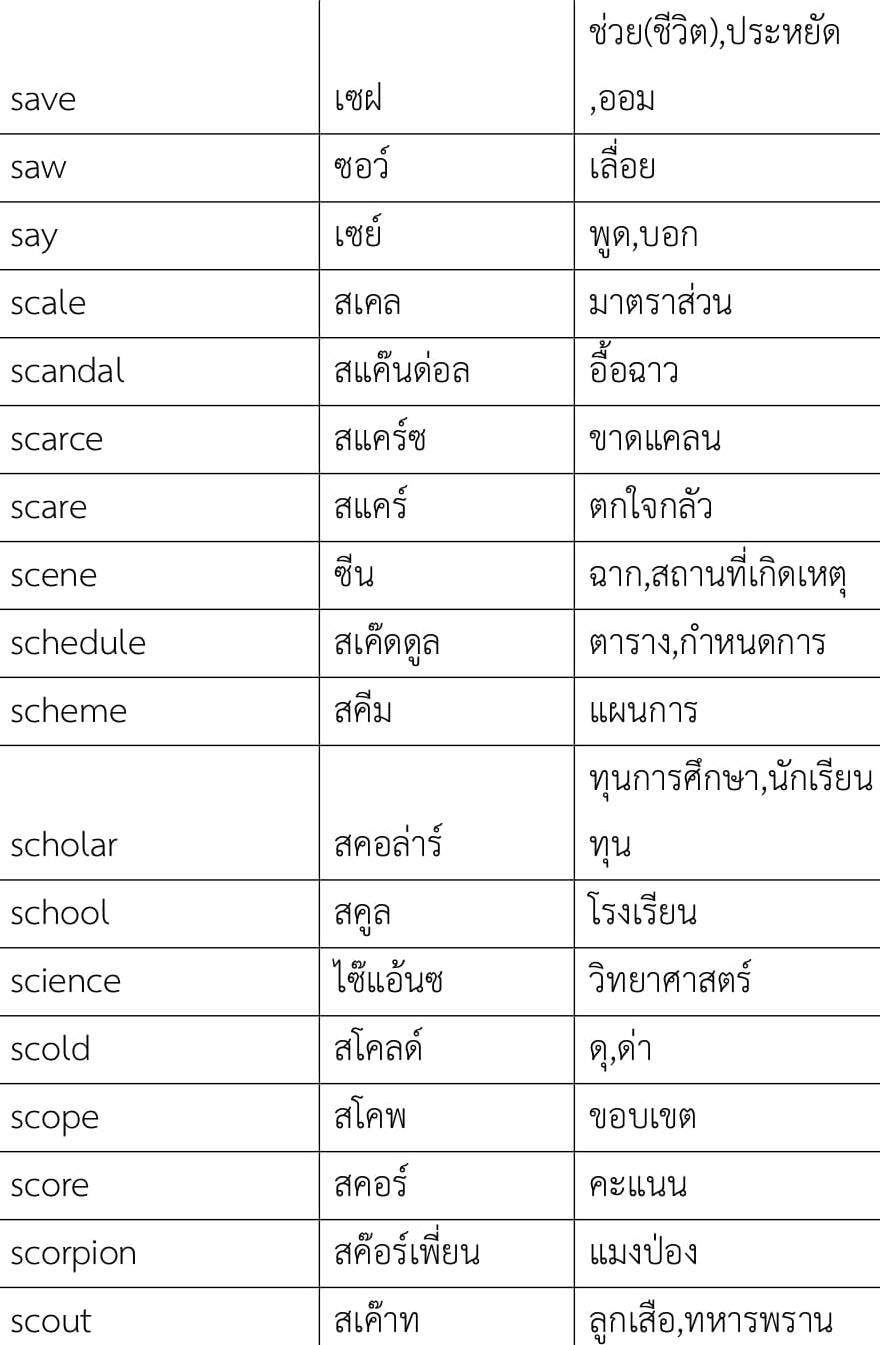 ช่วย(ชีวิต),ประหยัด
save เซฝ ,ออม
saw ซอว์ เลื่อย
say เซย์ พูด,บอก
scale สเคล มาตราส่วน
scandal สแค๊นด่อล อื้อฉาว
scarce สแคร์ซ ขาดแคลน
scare สแคร์ ตกใจกลัว
scene ซีน ฉาก,สถานที่เกิดเหตุ
schedule สเค๊ดดูล ตาราง,กำหนดการ
scheme สคีม แผนการ
ทุนการศึกษา,นักเรียน
scholar สคอล่าร์ ทุน
school สคูล โรงเรียน
science ไซ๊แอ้นซ วิทยาศาสตร์
scold สโคลด์ ดุ,ด่า
scope สโคพ ขอบเขต
score สคอร์ คะแนน
scorpion สค๊อร์เพี่ยน แมงป่อง
scout สเค๊าท ลูกเสือ,ทหารพราน